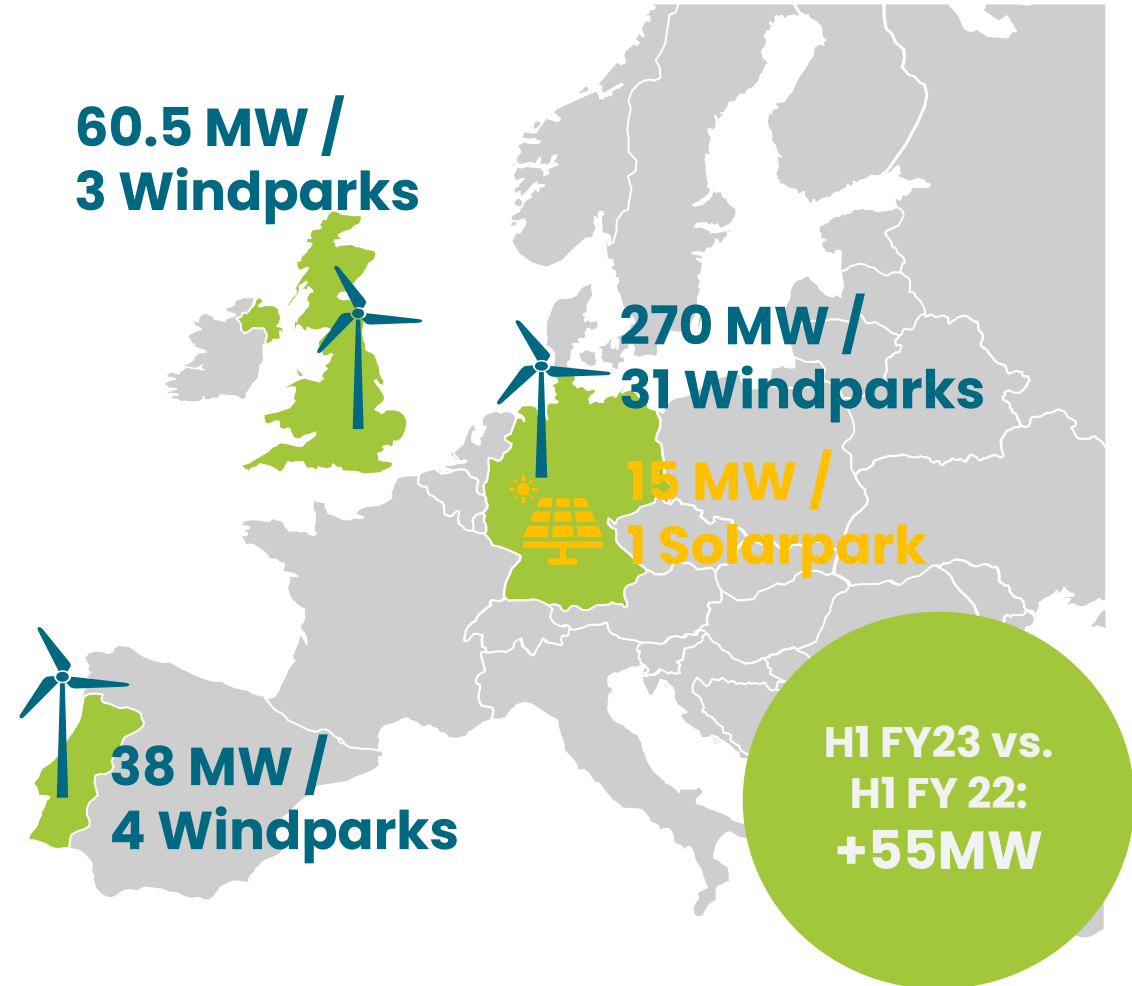 60.5 MW /
3 Windparks
270 MW /
31 Windparks
15 MW /
1 Solarpark
38 MW /
4 Windparks
H1 FY23 vs.
H1 FY 22:
+55MW